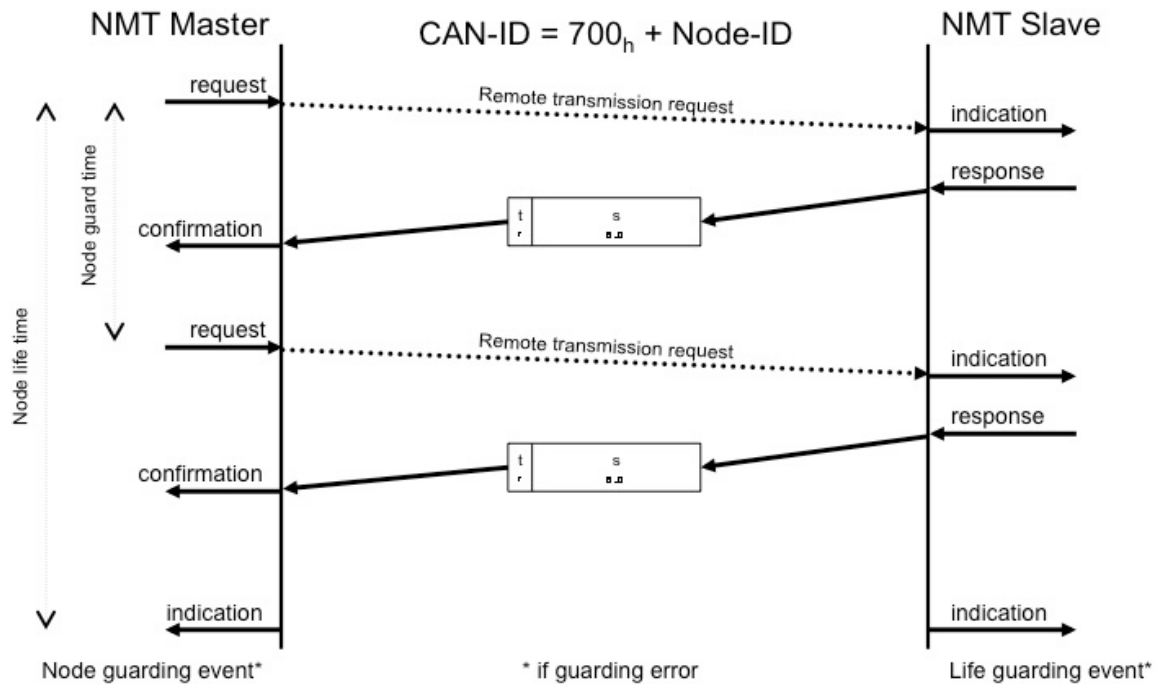 NMT Master
CAN-ID = 700h + Node-ID
NMT Slave
request
Remote transmission request
indication
response
t
s
r
confirmation
Node guard time
Node life time
request
Remote transmission request
indication
response
t
s
r
confirmation
indication
indication
Node guarding event*
* if guarding error
Life guarding event*